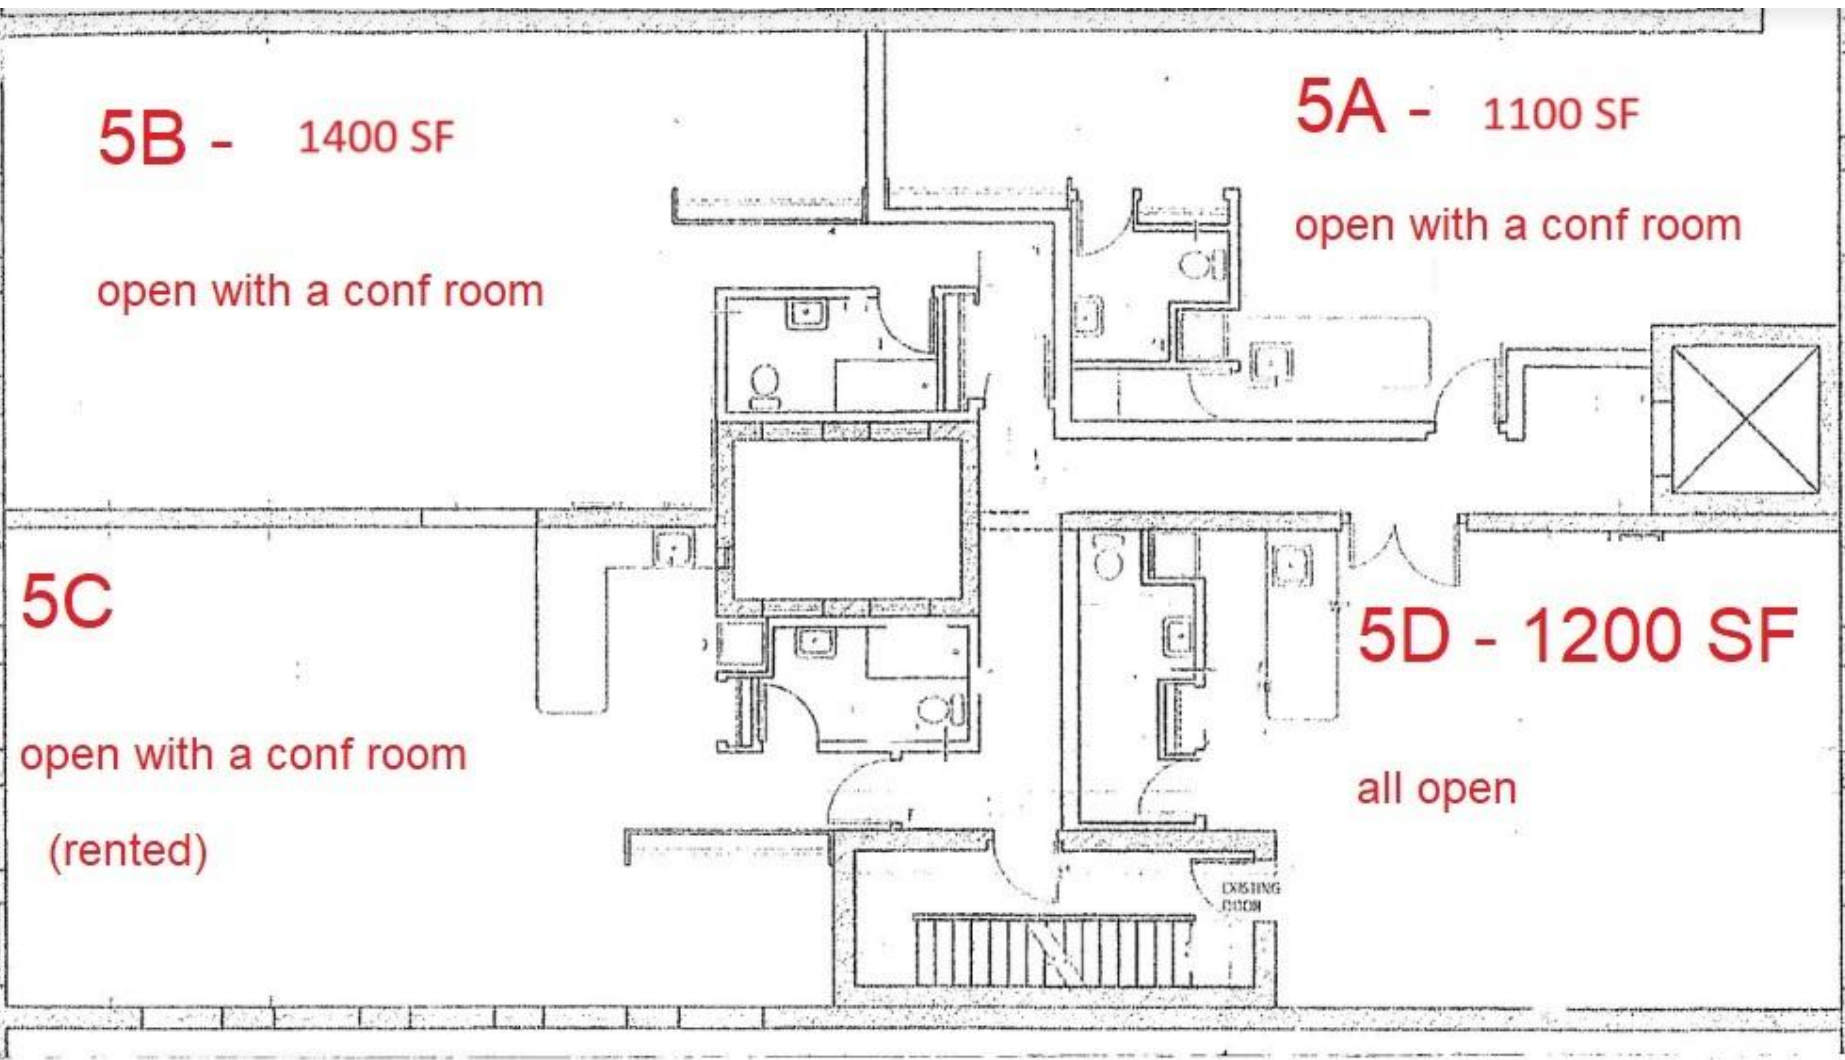 5B - 1400 SF
open with a conf room
5A - 1100 SF
open with a conf room
5C
open with a conf room
(rented)
5D - 1200 SF
all open
EXISTING
DOOR